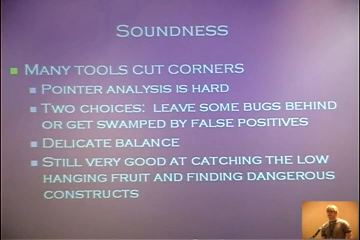 SOUNDNESS
MANY TOOLS CUT CORNERS
POINTER ANALYSIS IS HARD
TWO CHOICES: LEAVE SOME BUGS BEHIND
OR GET SWAMPED BY FALSE POSITIVES
DELICATE BALANCE
STILL VERY GOOD AT CATCHING THE LOW
HANGING FRUIT AND FINDING DANGEROUS
CONSTRUCTS